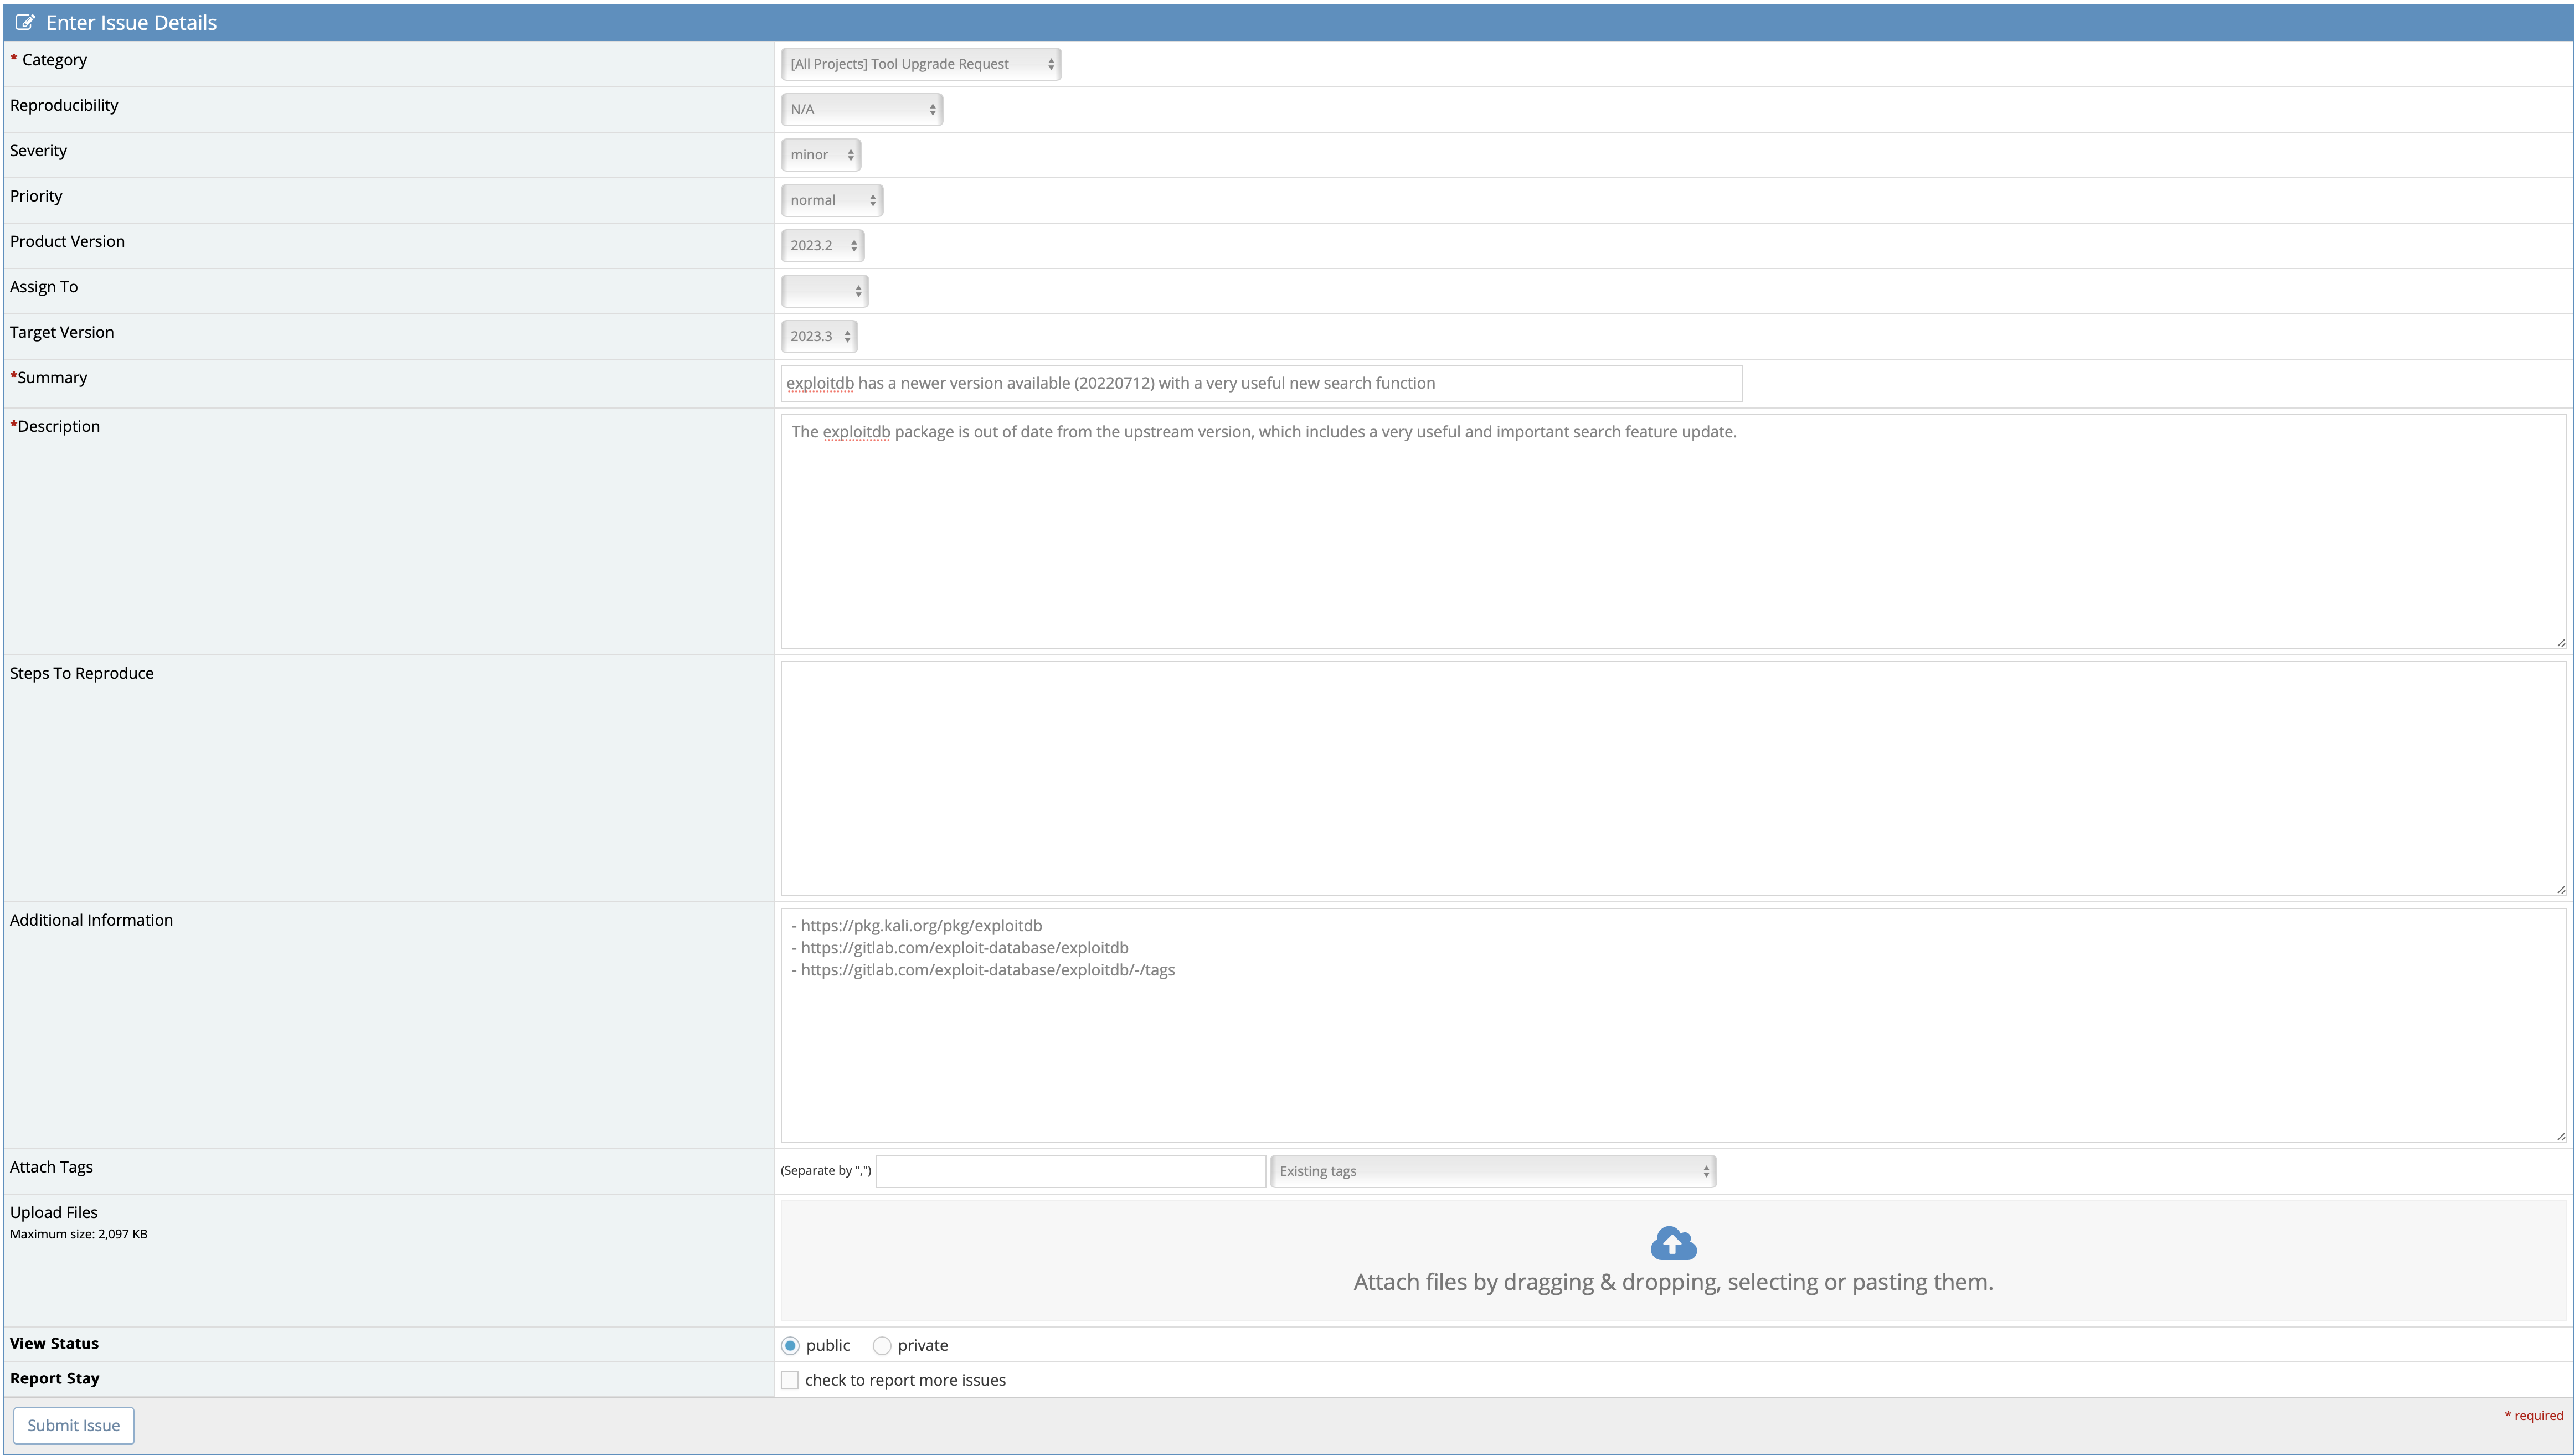 Enter Issue Details
* Category
[All Projects] Tool Upgrade Request
Reproducibility
N/A
Severity
minor
Priority
normal
Product Version
2023.2
Assign To
Target Version
2023.3
*Summary
exploitdb has a newer version available (20220712) with a very useful new search function
*Description
The exploitdb package is out of date from the upstream version, which includes a very useful and important search feature update.
Steps To Reproduce
Additional Information
- https://pkg.kali.org/pkg/exploitdb
- https://gitlab.com/exploit-database/exploitdb
- https://gitlab.com/exploit-database/exploitdb/-/tags
Attach Tags
(Separate by ",")
Existing tags
Upload Files
Maximum size: 2,097 KB
Attach files by dragging & dropping, selecting or pasting them.
View Status
public private
Report Stay
check to report more issues
Submit Issue
* required